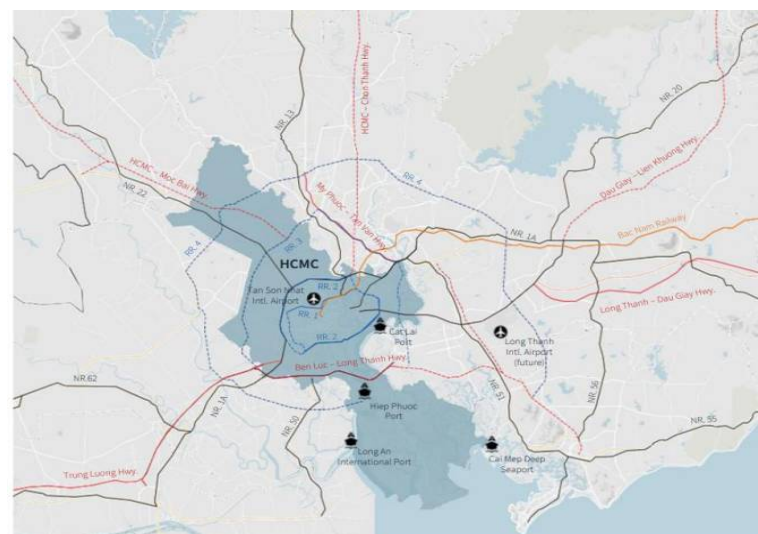 NR. 13
HCMC – Chon Thanh Hwy.
NR. 20
HCMC – Moc Bai Hwy.
NR. 22
RR. 4
My Phuoc – Tan Van Hwy.
Dau Giay – Lien Khuong Hwy.
RR. 4
RR. 3
NR. 1A
Bac Nam Railway
HCMC
RR. 2
Tan Son Nhat
Intl. Airport
RR. 1
RR. 2
Long Thanh – Dau Giay Hwy.
Cat Lai
Port
Long Thanh
Intl. Airport
(future)
Ben Luc – Long Thanh Hwy.
NR.62
NR.1A
NR.50
NR. 51
NR. 56
NR. 55
Hiep Phuoc
Port
Long An
International Port
Cai Mep Deep
Seaport
Trung Luong Hwy.